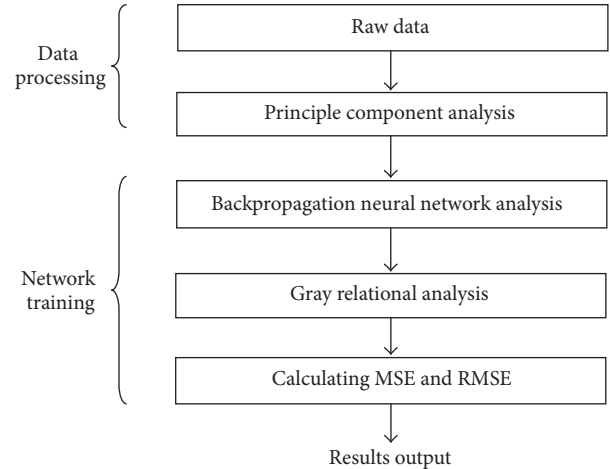 Raw data
Data
processing
Principle component analysis
Backpropagation neural network analysis
Network
training
Gray relational analysis
Calculating MSE and RMSE
Results output